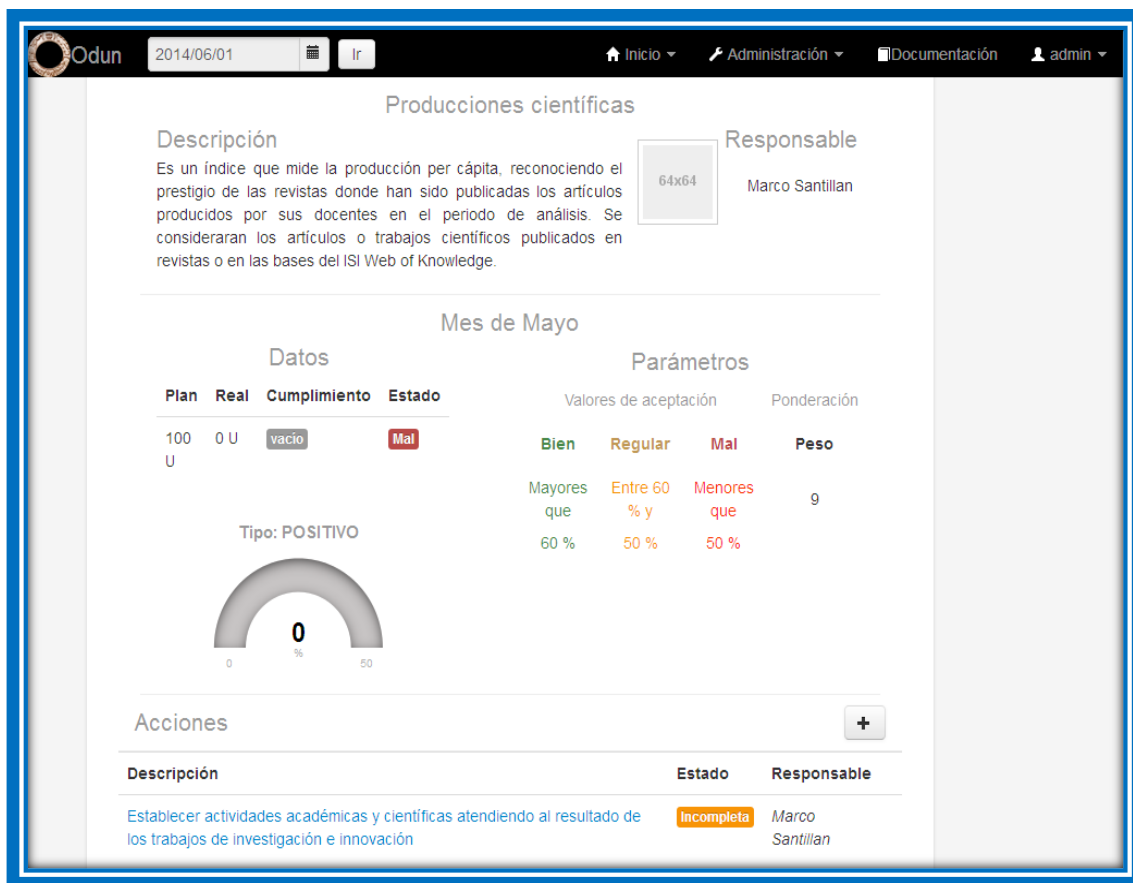 Odun 2014/06/01 Ir Inicio Administración Documentación admin
Producciones científicas
Descripción
Es un índice que mide la producción per cápita, reconociendo el
prestigio de las revistas donde han sido publicadas los artículos
producidos por sus docentes en el periodo de análisis. Se
consideraran los artículos o trabajos científicos publicados en
revistas o en las bases del ISI Web of Knowledge.
64x64
Responsable
Marco Santillan
Mes de Mayo
Datos
Plan Real Cumplimiento Estado
100 0 U vacio Mal
U
Tipo: POSITIVO
0
%
0 50
Parámetros
Valores de aceptación Ponderación
Bien Regular Mal Peso
Mayores Entre 60 Menores
que % y que 9
60 % 50 % 50 %
Acciones +
Descripción Estado Responsable
Establecer actividades académicas y científicas atendiendo al resultado de Incompleta Marco
los trabajos de investigación e innovación Santillan